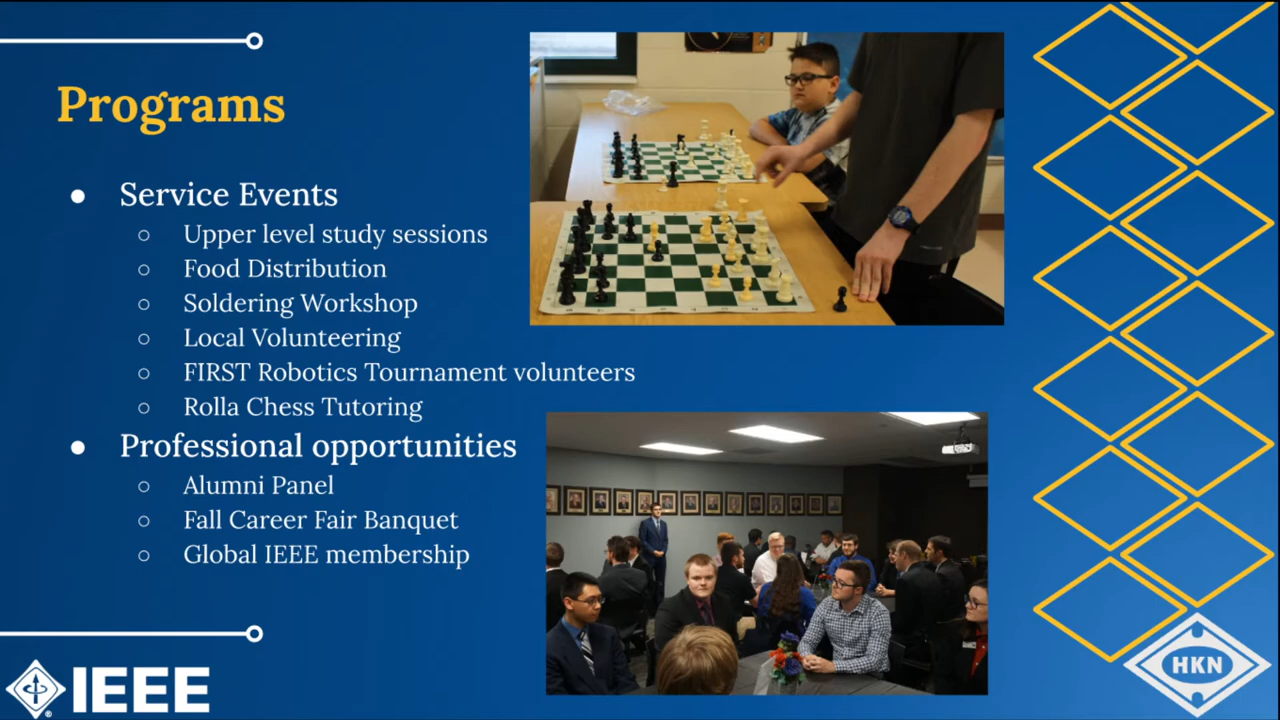 Programs
● Service Events
○ Upper level study sessions
○ Food Distribution
○ Soldering Workshop
○ Local Volunteering
○ FIRST Robotics Tournament volunteers
○ Rolla Chess Tutoring
● Professional opportunities
○ Alumni Panel
○ Fall Career Fair Banquet
○ Global IEEE membership
IEEE
HKN